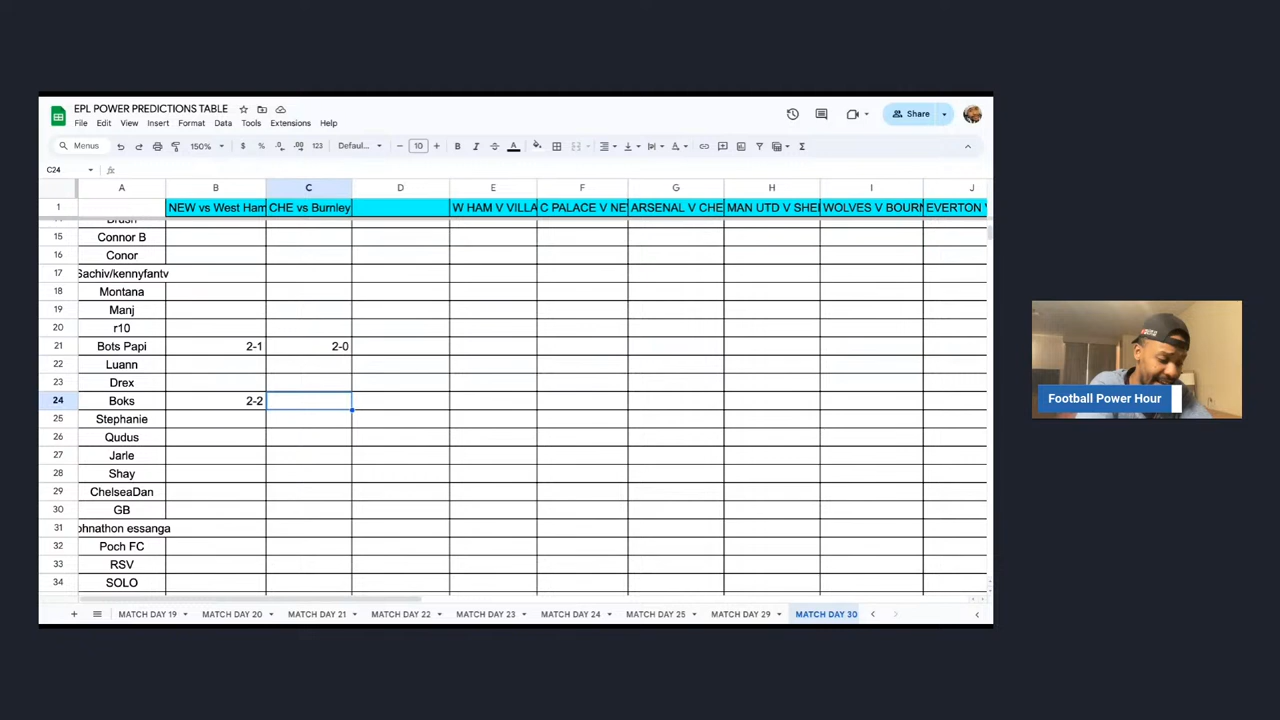 EPL POWER PREDICTIONS TABLE
File Edit View Insert Format Data Tools Extensions Help
Share
Menus 150% $ % .0 .00 123 Defaul... 10 B I A
C24 fx
A B C D E F G H I J
1 NEW vs West Ham CHE vs Burnley W HAM V VILLA C PALACE V NE ARSENAL V CHE MAN UTD V SHE WOLVES V BOURN EVERTON
15 Connor B
16 Conor
17 Sachiv/kennyfantv
18 Montana
19 Manj
20 r10
21 Bots Papi 2-1 2-0
22 Luann
23 Drex
24 Boks 2-2
25 Stephanie
26 Qudus
27 Jarle
28 Shay
29 ChelseaDan
30 GB
31 ohnathon essanga
32 Poch FC
33 RSV
34 SOLO
MATCH DAY 19 MATCH DAY 20 MATCH DAY 21 MATCH DAY 22 MATCH DAY 23 MATCH DAY 24 MATCH DAY 25 MATCH DAY 29 MATCH DAY 30
Football Power Hour